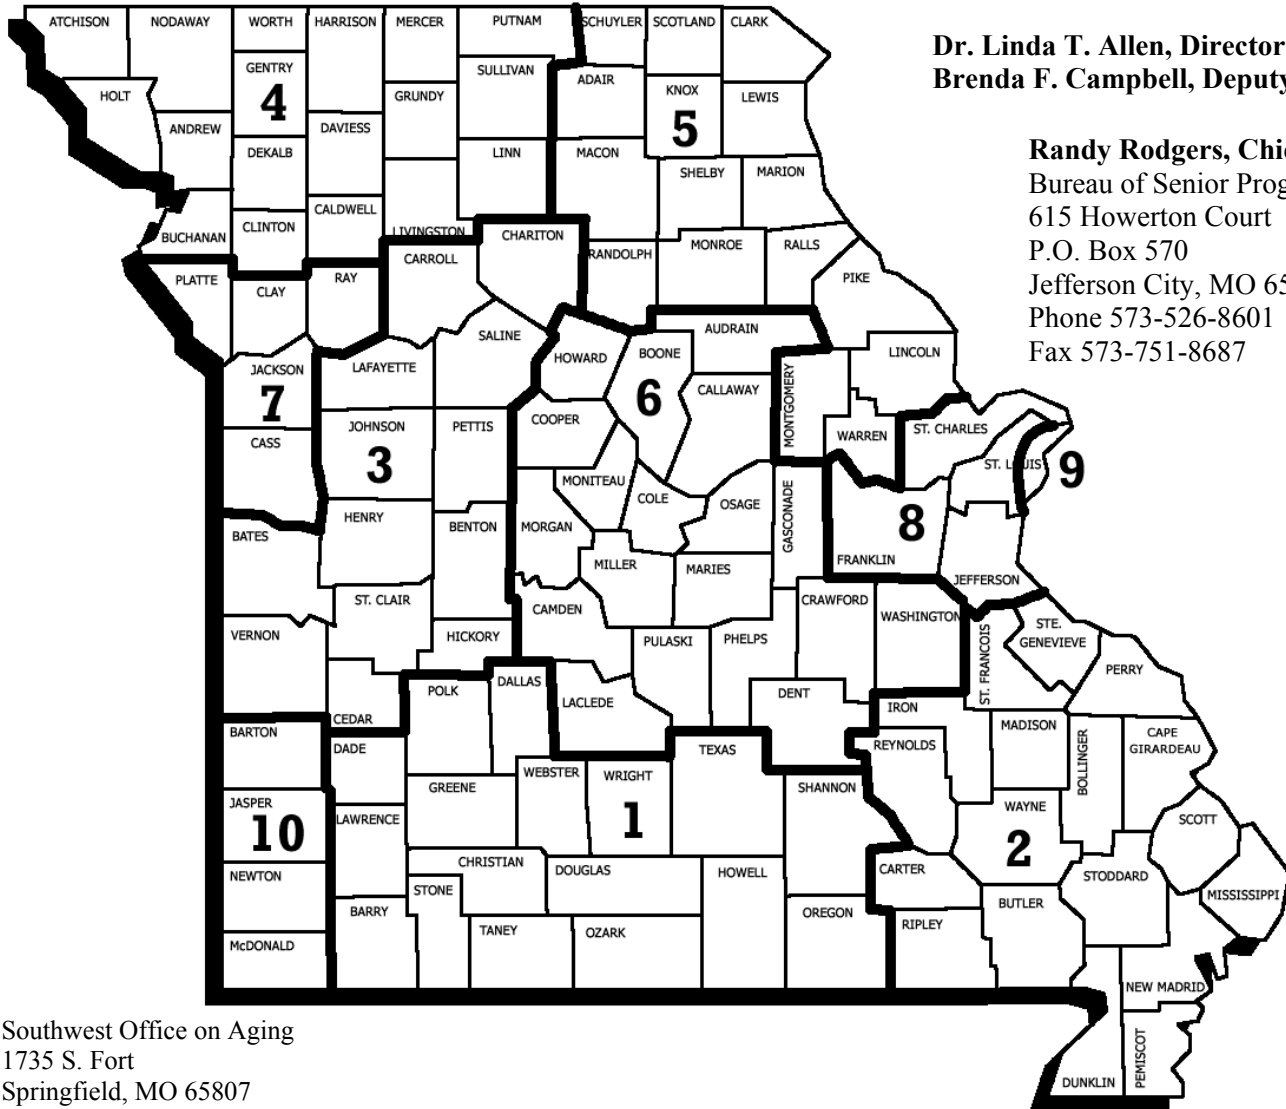 ATCHISON NODAWAY WORTH HARRISON MERCER PUTNAM SCHUYLER SCOTLAND CLARK
Dr. Linda T. Allen, Director
Brenda F. Campbell, Deputy
GENTRY SULLIVAN ADAIR KNOX
HOLT 4 GRUNDY LEWIS
ANDREW DAVIESS 5
DEKALB LINN MACON
Randy Rodgers,
SHELBY MARION
Bureau of Senior
CALDWELL
615 Howerton Court
BUCHANAN CLINTON LIVINGSTON CHARITON
P.O. Box 570
CARROLL RANDOLPH MONROE RALLS
PLATTE CLAY RAY PIKE
Jefferson City, MO
Phone 573-526-8601
SALINE AUDRAIN
Fax 573-751-8687
JACKSON LAFAYETTE HOWARD BOONE LINCOLN
7 6 CALLAWAY MONTGOMERY
JOHNSON PETTIS COOPER WARREN ST. CHARLES
CASS 3 ST. LOUIS 9
MONITEAU COLE OSAGE GASCONADE
HENRY BENTON MORGAN 8
BATES MILLER MARIES FRANKLIN JEFFERSON
ST. CLAIR CAMDEN CRAWFORD WASHINGTON
VERNON HICKORY PULASKI PHELPS ST. FRANCOIS STE.
GENEVIEVE
PERRY
POLK DALLAS LACLEDE DENT
CEDAR IRON MADISON
BARTON DADE TEXAS REYNOLDS BOLLINGER CAPE
GIRARDEAU
GREENE WEBSTER WRIGHT SHANNON
JASPER LAWRENCE 1 WAYNE SCOTT
10 2
CHRISTIAN DOUGLAS HOWELL CARTER STODDARD
NEWTON STONE MISSISSIPPI
BARRY OREGON BUTLER
TANEY OZARK RIPLEY
McDONALD
NEW MADRID
Southwest Office on Aging
1735 S. Fort
PEMISCOT
DUNKLIN
Springfield, MO 65807